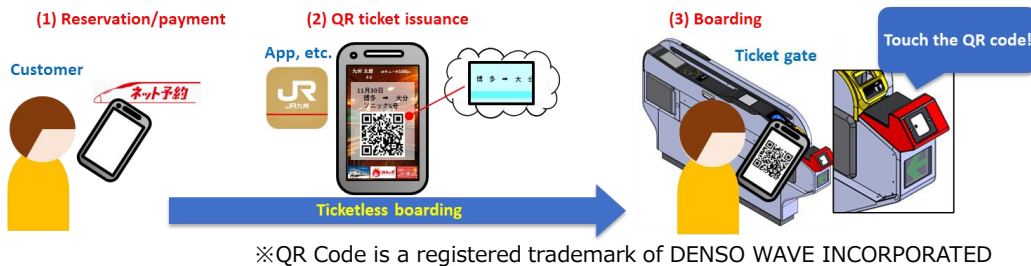 (1) Reservation/payment
(2) QR ticket issuance
(3) Boarding
Customer
ネット予約
App, etc.
JR
JR九州
九州 太郎
11月30日
博多 ➡ 大分
ソニック5号
博 多 ➡ 大 分
Ticket gate
Touch the QR code!
Ticketless boarding
※QR Code is a registered trademark of DENSO WAVE INCORPORATED